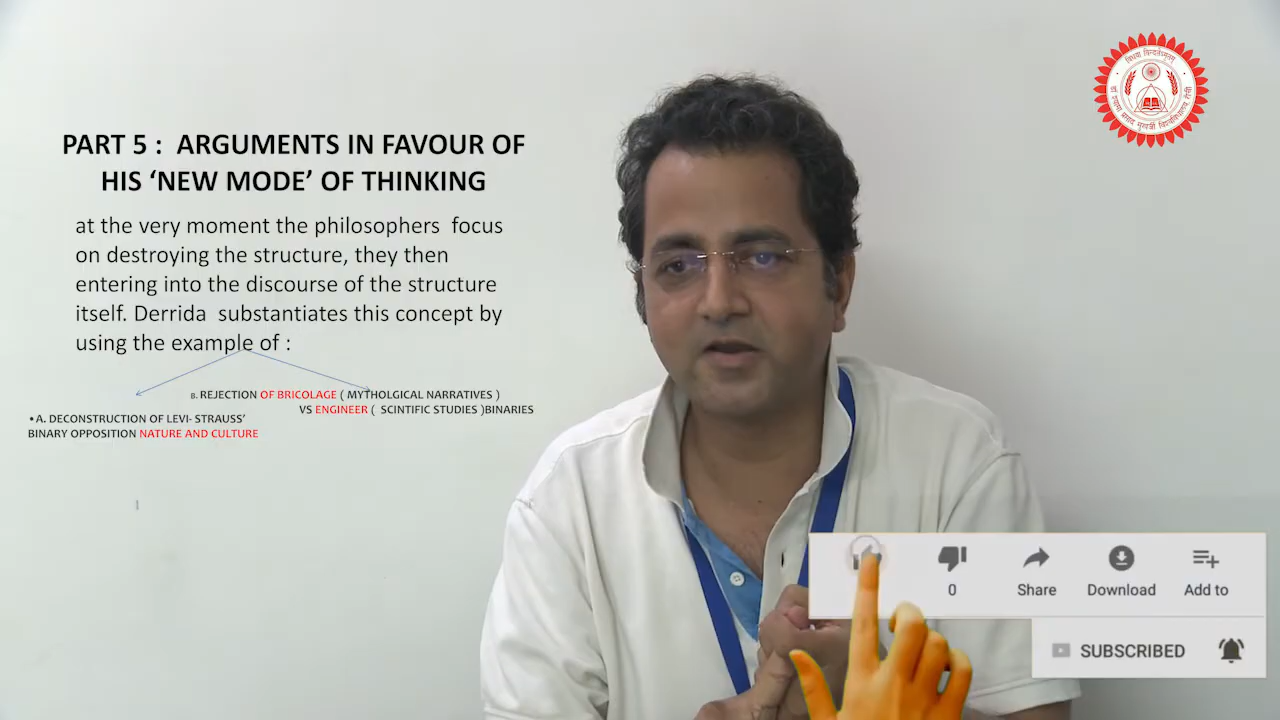 PART 5 : ARGUMENTS IN FAVOUR OF
HIS ‘NEW MODE’ OF THINKING
at the very moment the philosophers focus
on destroying the structure, they then
entering into the discourse of the structure
itself. Derrida substantiates this concept by
using the example of :
B. REJECTION OF BRICOLAGE ( MYTHOLGICAL NARRATIVES )
VS ENGINEER ( SCINTIFIC STUDIES )BINARIES
• A. DECONSTRUCTION OF LEVI- STRAUSS’
BINARY OPPOSITION NATURE AND CULTURE
0
Share
Download
Add to
SUBSCRIBED